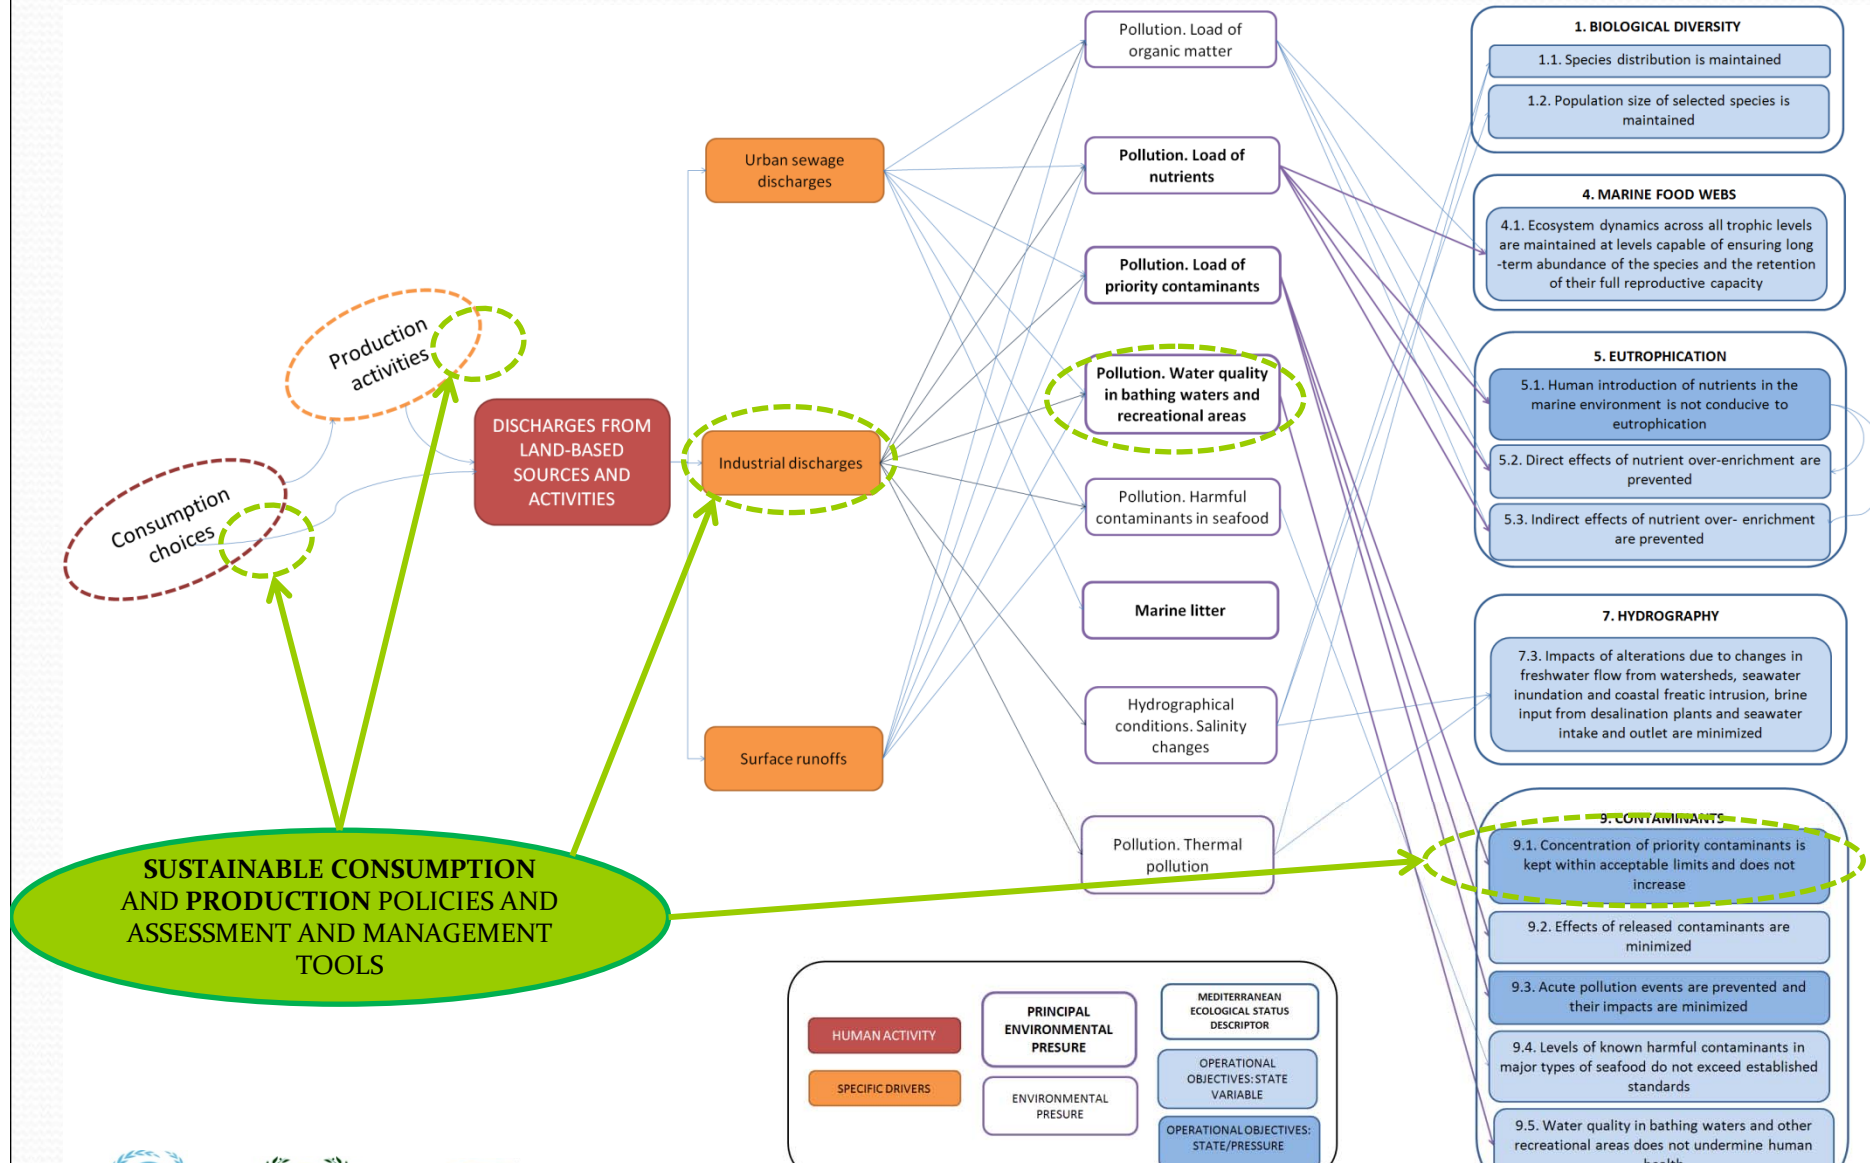 Pollution. Load of
organic matter
Pollution. Load of
nutrients
Pollution. Load of
priority contaminants
Pollution. Water quality
in bathing waters and
recreational areas
Pollution. Harmful
contaminants in seafood
Marine litter
Hydrographical
conditions. Salinity
changes
Pollution. Thermal
pollution
Urban sewage
discharges
Industrial discharges
Surface runoffs
Production
activities
Consumption
choices
DISCHARGES FROM
LAND-BASED
SOURCES AND
ACTIVITIES
SUSTAINABLE CONSUMPTION
AND PRODUCTION POLICIES AND
ASSESSMENT AND MANAGEMENT
TOOLS
1. BIOLOGICAL DIVERSITY
1.1. Species distribution is maintained
1.2. Population size of selected species is
maintained
4. MARINE FOOD WEBS
4.1. Ecosystem dynamics across all trophic levels
are maintained at levels capable of ensuring long
-term abundance of the species and the retention
of their full reproductive capacity
5. EUTROPHICATION
5.1. Human introduction of nutrients in the
marine environment is not conducive to
eutrophication
5.2. Direct effects of nutrient over-enrichment are
prevented
5.3. Indirect effects of nutrient over- enrichment
are prevented
7. HYDROGRAPHY
7.3. Impacts of alterations due to changes in
freshwater flow from watersheds, seawater
inundation and coastal freatic intrusion, brine
input from desalination plants and seawater
intake and outlet are minimized
9. CONTAMINANTS
9.1. Concentration of priority contaminants is
kept within acceptable limits and does not
increase
9.2. Effects of released contaminants are
minimized
9.3. Acute pollution events are prevented and
their impacts are minimized
9.4. Levels of known harmful contaminants in
major types of seafood do not exceed established
standards
9.5. Water quality in bathing waters and other
recreational areas does not undermine human
health
HUMAN ACTIVITY
SPECIFIC DRIVERS
PRINCIPAL
ENVIRONMENTAL
PRESURE
ENVIRONMENTAL
PRESURE
MEDITERRANEAN
ECOLOGICAL STATUS
DESCRIPTOR
OPERATIONAL
OBJECTIVES: STATE
VARIABLE
OPERATIONAL OBJECTIVES:
STATE/PRESSURE